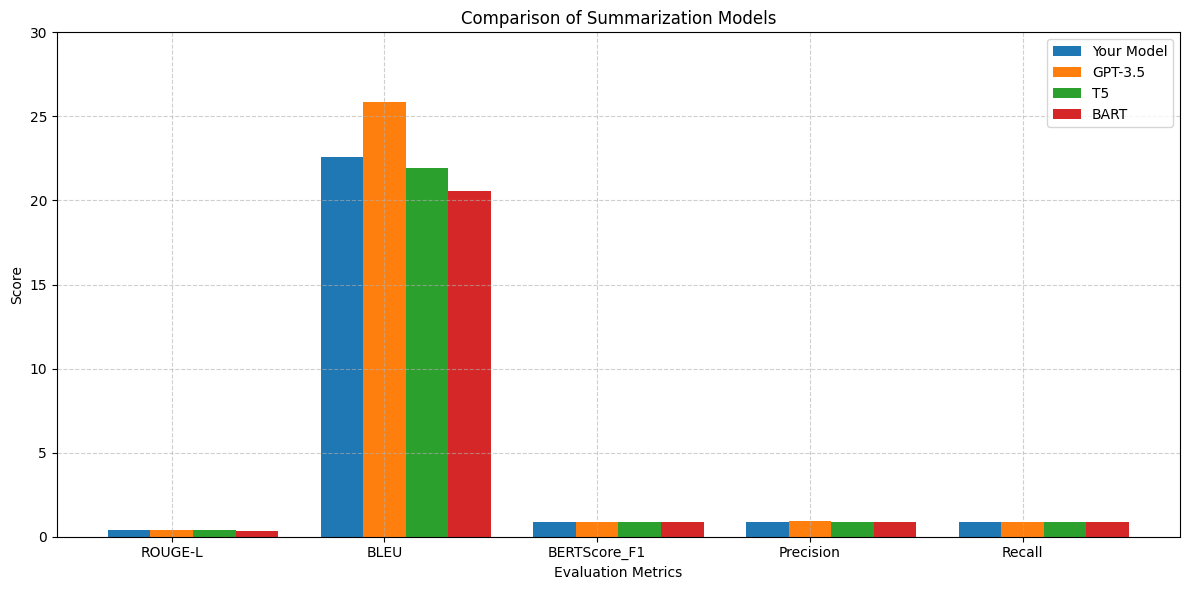 Comparison of Summarization Models
30
25
20
15
10
5
0
Score
Your Model
GPT-3.5
T5
BART
ROUGE-L
BLEU
BERTScore_F1
Precision
Recall
Evaluation Metrics